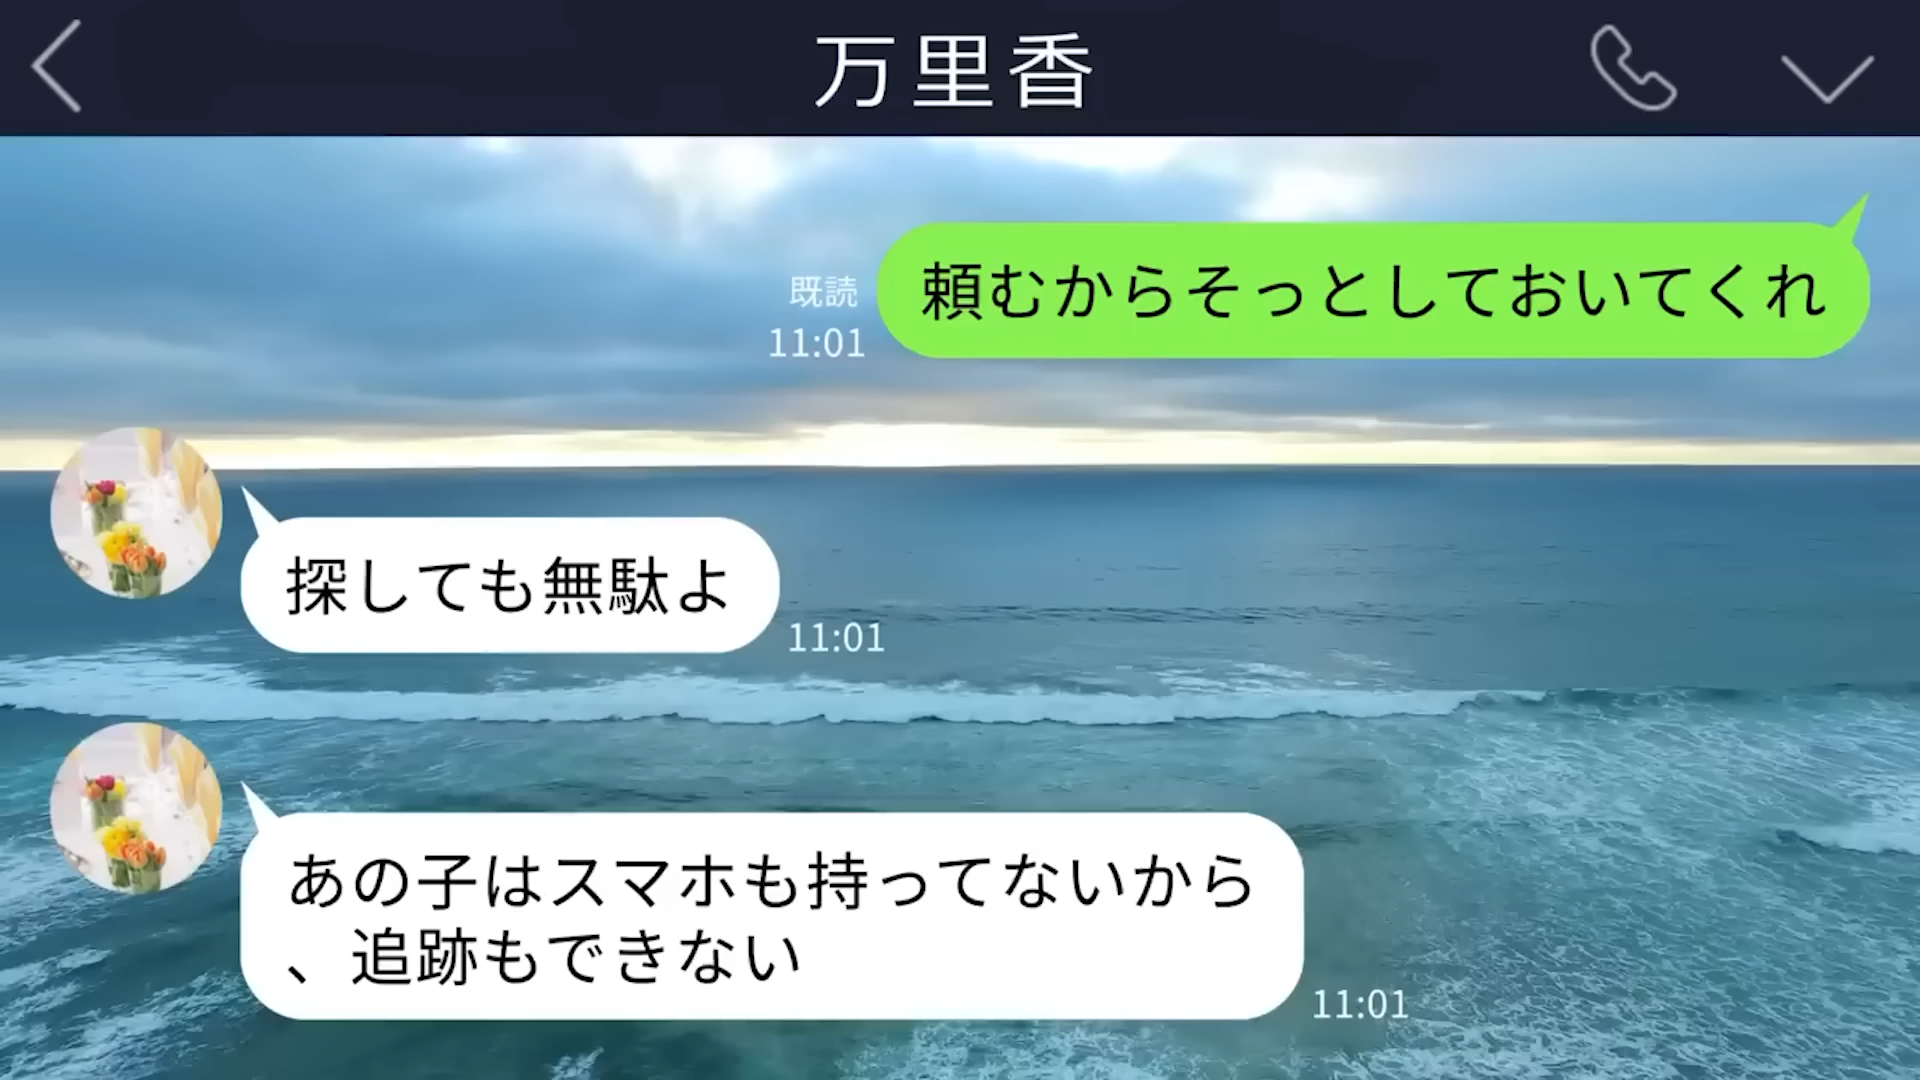 万里香
頼むからそっとしておいてくれ
既読
11:01
探しても無駄よ
11:01
あの子はスマホも持ってないから
、追跡もできない
11:01